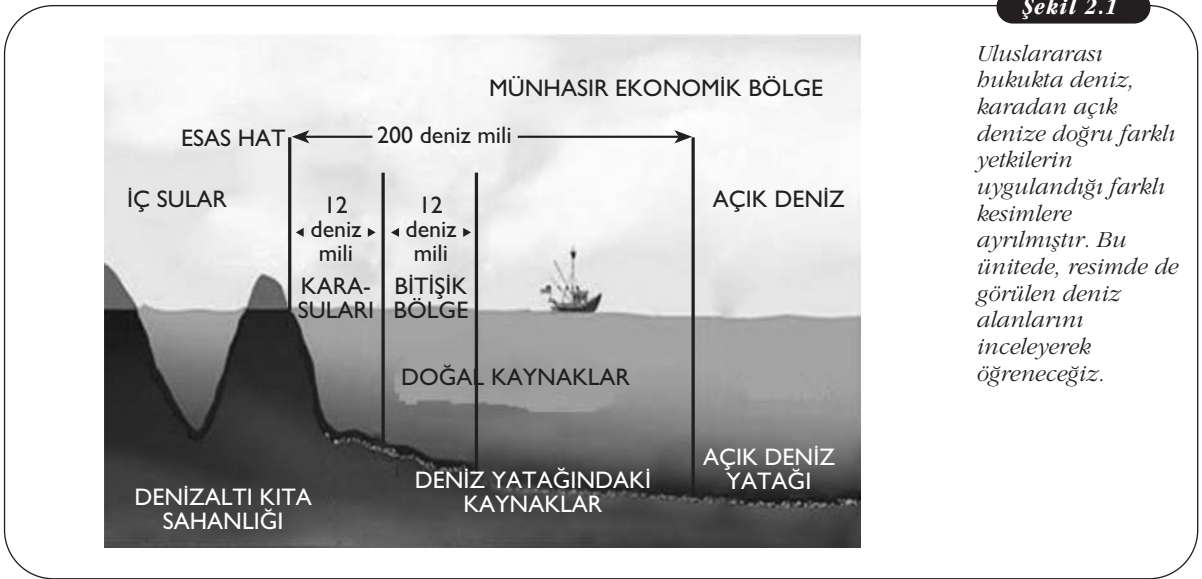 Şekil 2.1
Uluslararası
hukukta deniz,
karadan açık
denize doğru farklı
yetkilerin
uygulandığı farklı
kesimlere
ayrılmıştır. Bu
ünitede, resimde de
görülen deniz
alanlarını
inceleyerek
öğreneceğiz.
MÜNHASIR EKONOMİK BÖLGE
ESAS HAT
200 deniz mili
İÇ SULAR
12
deniz
mili
KARA-
SULARI
12
deniz
mili
BİTİŞİK
BÖLGE
AÇIK DENİZ
DOĞAL KAYNAKLAR
DENİZALTI KITA
SAHANLIĞI
DENİZ YATAĞINDAKİ
KAYNAKLAR
AÇIK DENİZ
YATAĞI